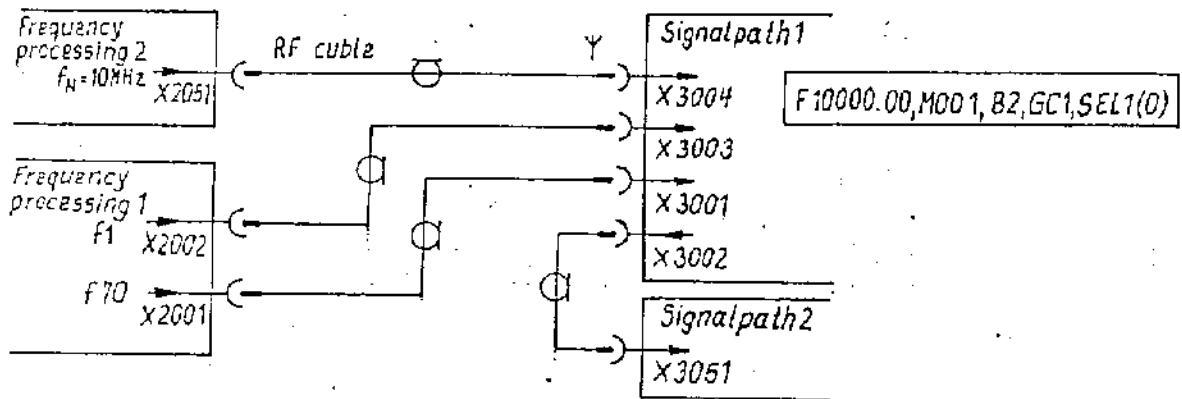 Frequency
processing 2
fN=10MHz
X2051
RF cuble
Signalpath1
X3004
F10000.00,M001,B2,GC1,SEL1(0)
X3003
Frequency
processing 1
f1
X2002
X3001
X3002
f70
X2001
Signalpath2
X3051